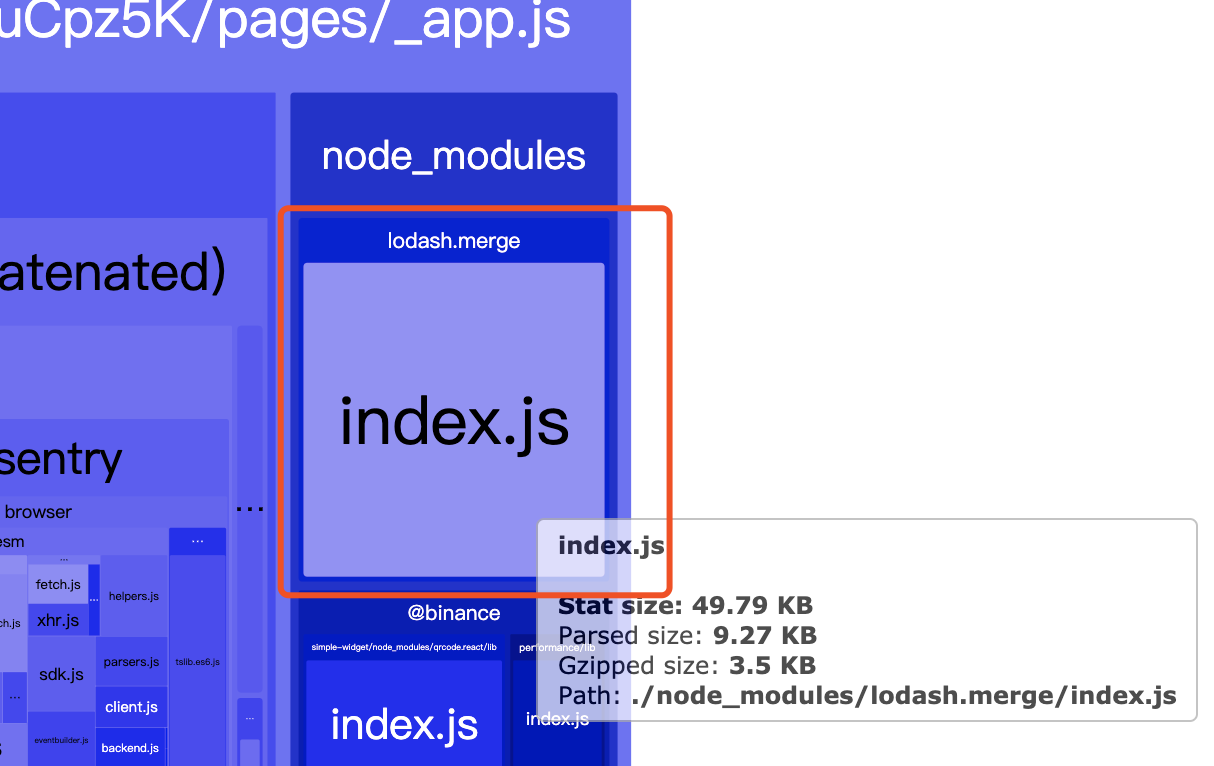 uCpz5K/pages/_app.js
node_modules
lodash.merge
index.js
atenated)
sentry
browser
esm
...
...
...
fetch.js
...
ch.js
xhr.js
helpers.js
sdk.js
parsers.js
tslib.es6.js
...
client.js
...
eventbuilder.js
backend.js
s
@binance
simple-widget/node_modules/qrcode.react/lib
performance/lib
index.js
index.js
index.js
Stat size: 49.79 KB
Parsed size: 9.27 KB
Gzipped size: 3.5 KB
Path: ./node_modules/lodash.merge/index.js